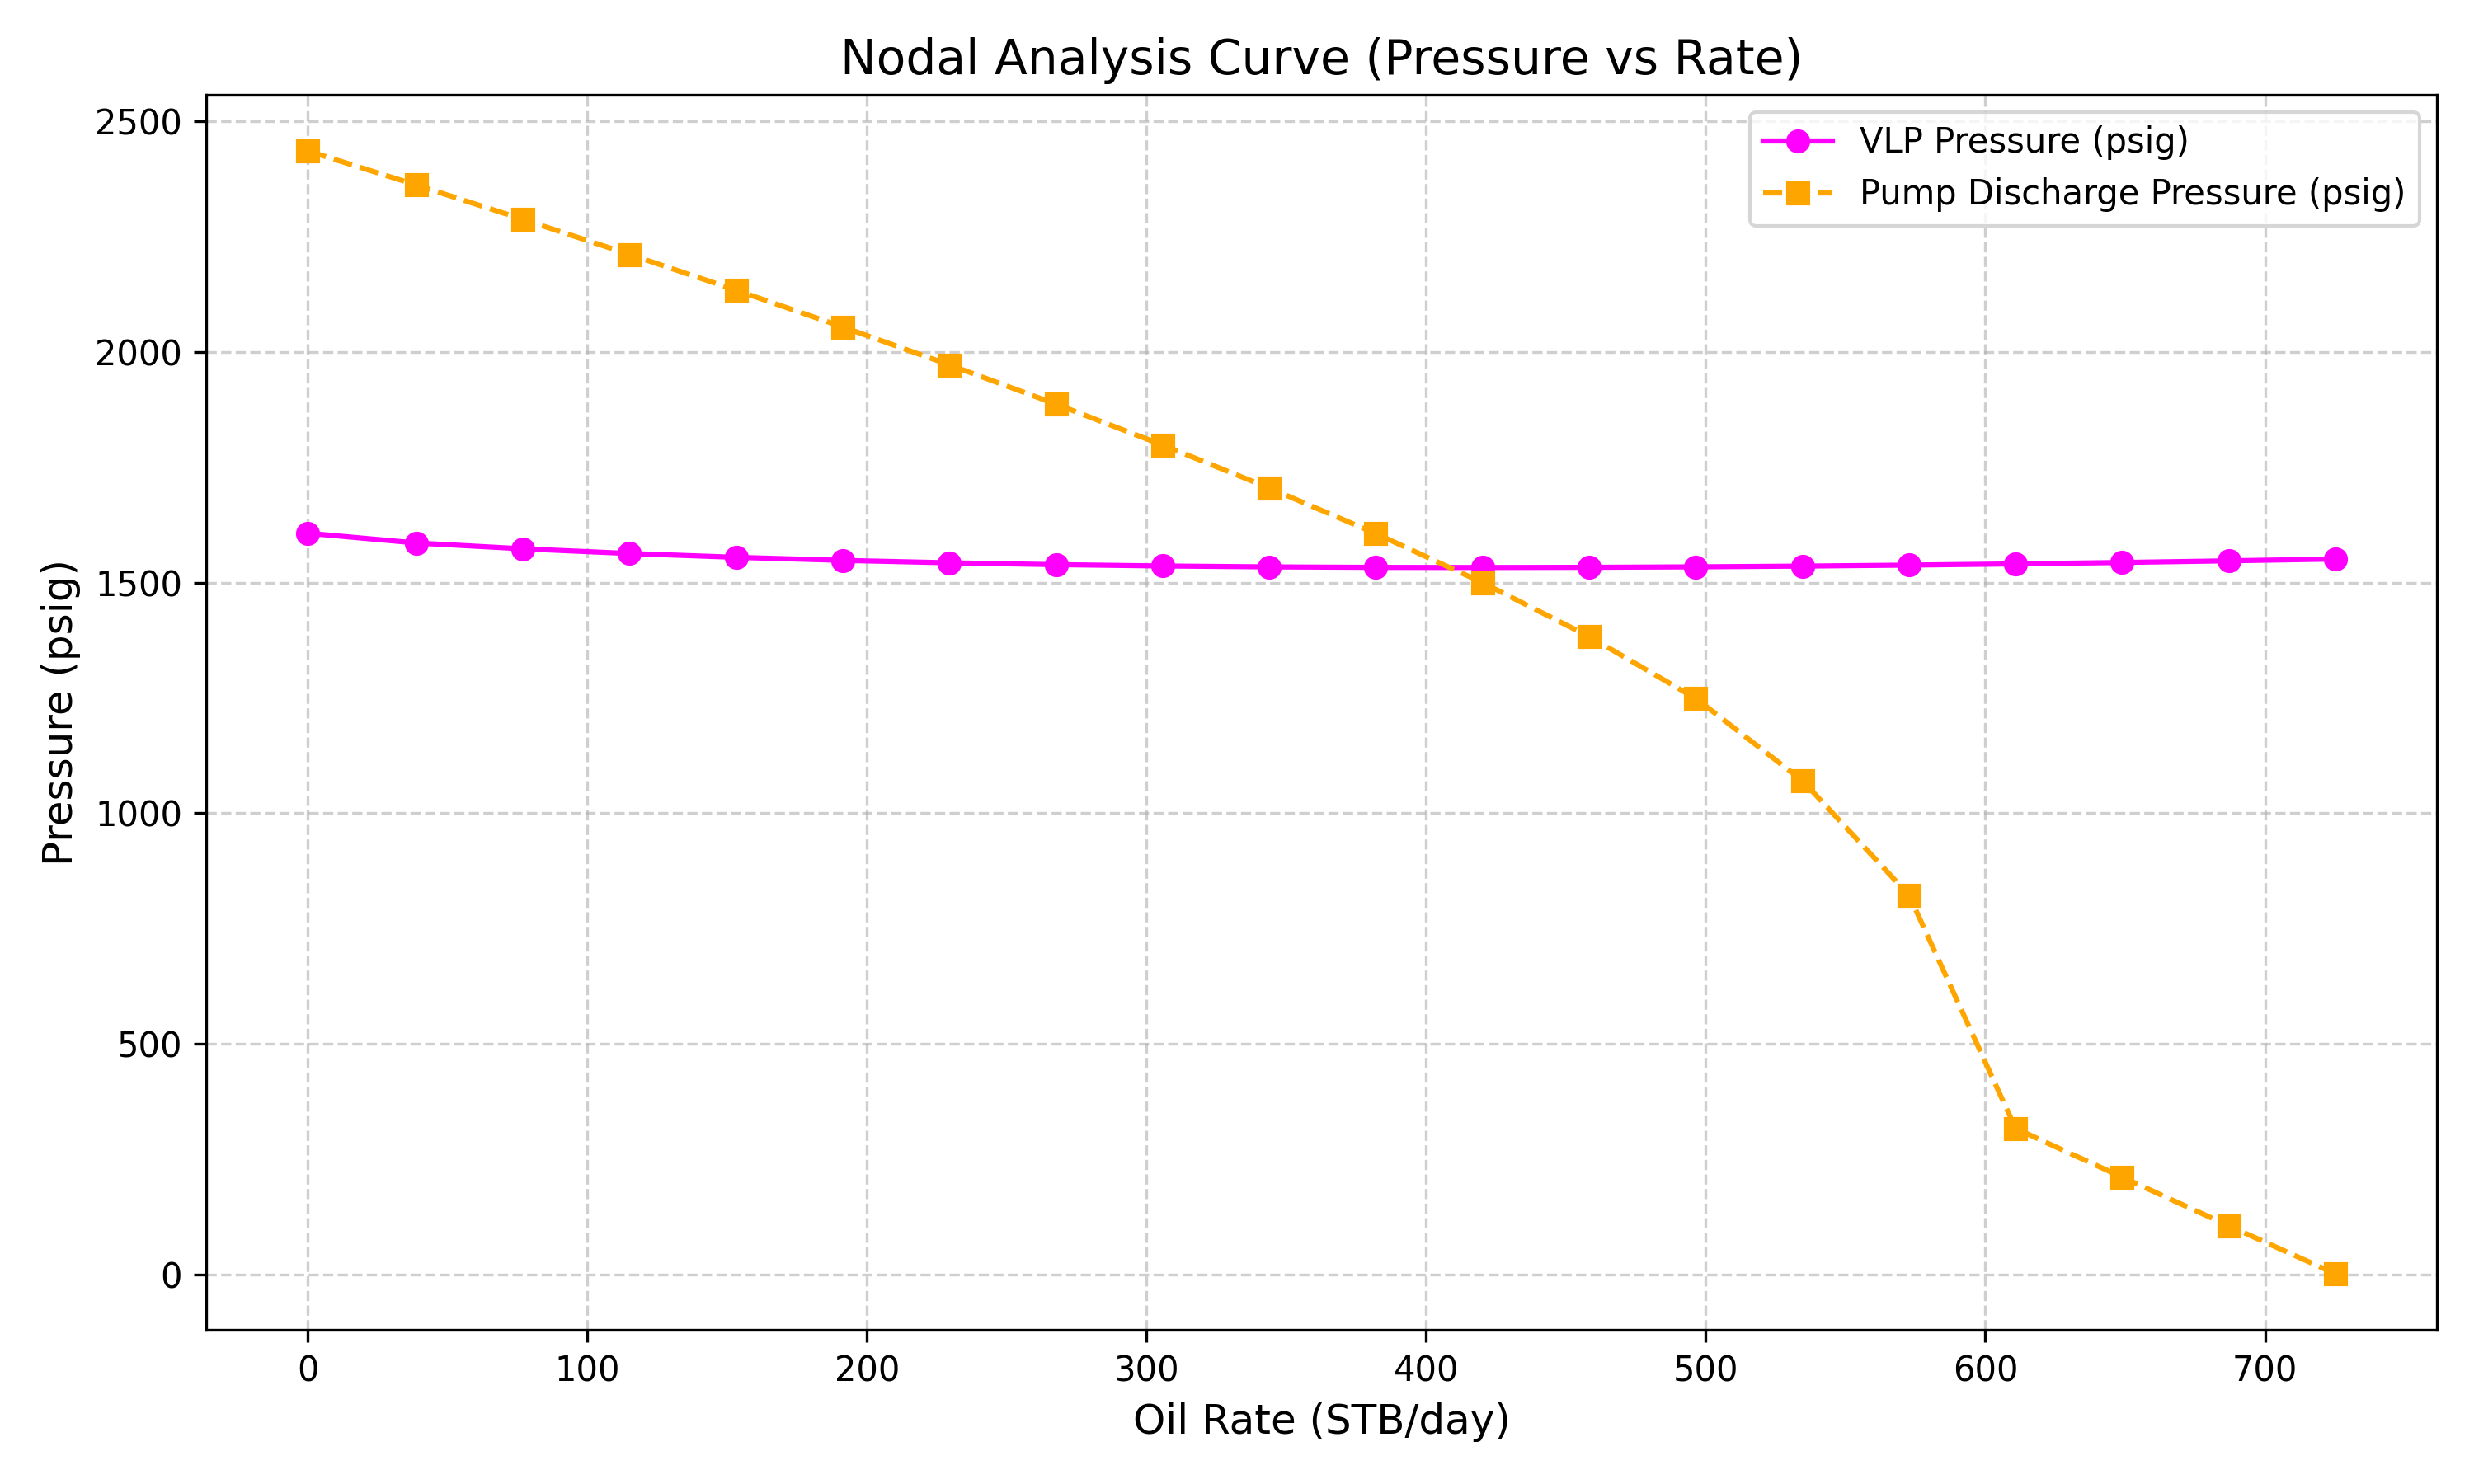 Nodal Analysis Curve (Pressure vs Rate)
VLP Pressure (psig)
Pump Discharge Pressure (psig)
Pressure (psig)
2500
2000
1500
1000
500
0
0 100 200 300 400 500 600 700
Oil Rate (STB/day)